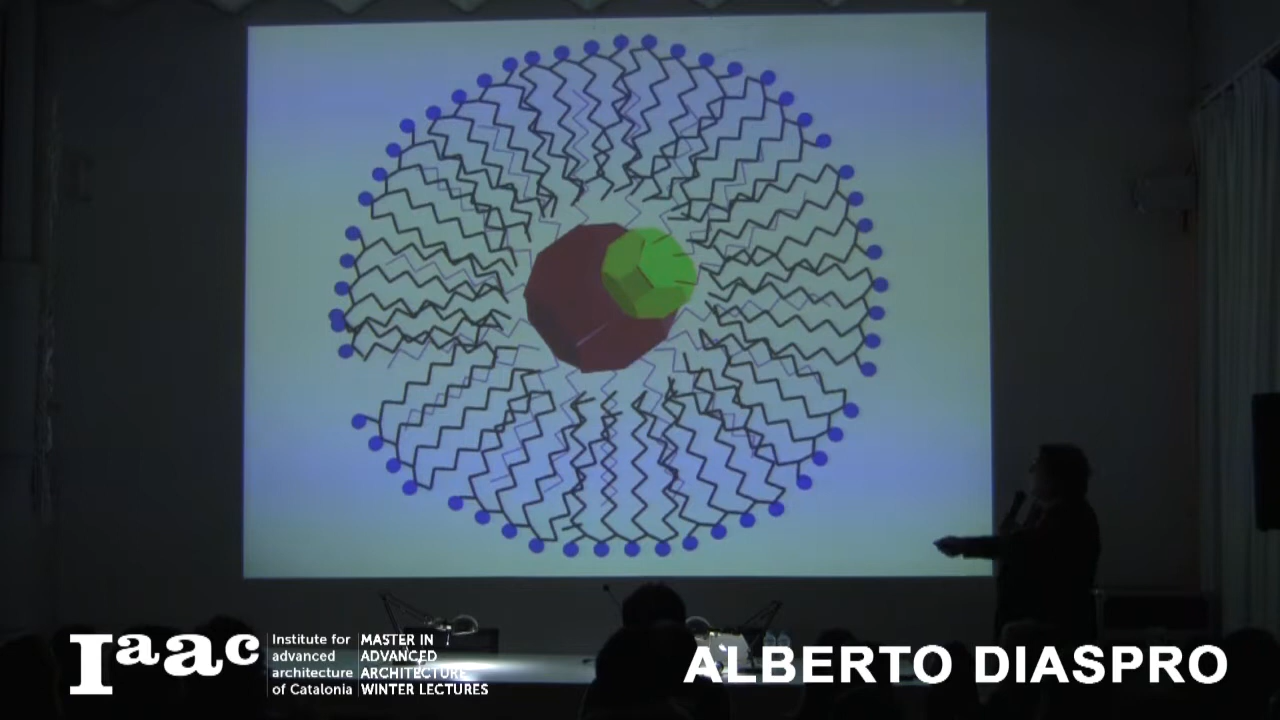 Iaac
Institute for
advanced
architecture
of Catalonia
MASTER IN
ADVANCED
ARCHITECTURE
WINTER LECTURES
ALBERTO DIASPRO